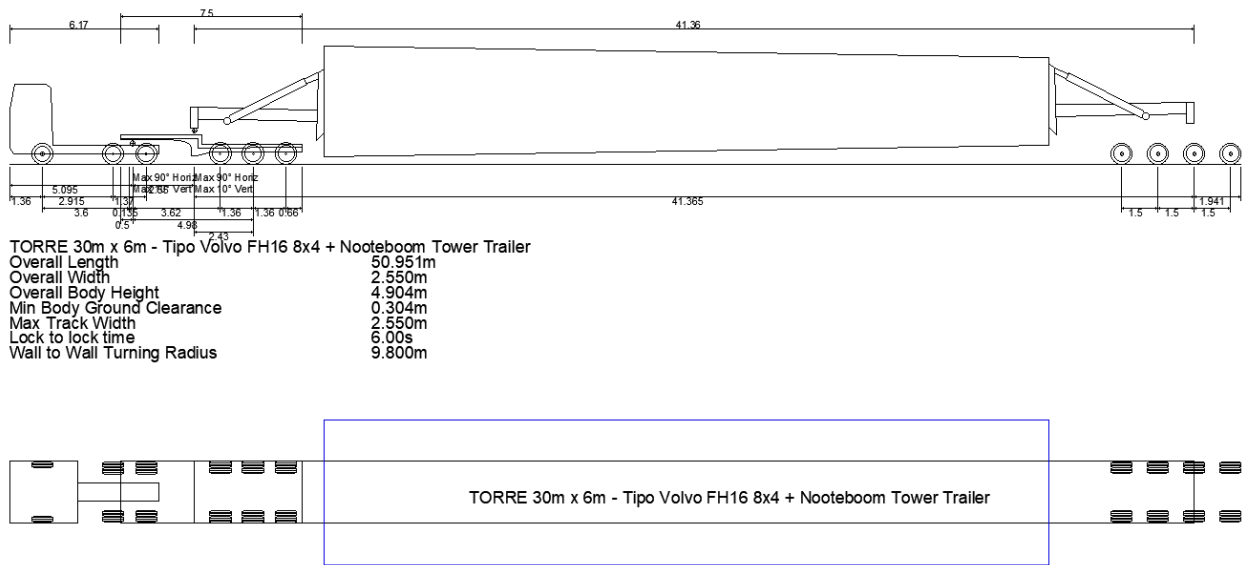 7.5
6.17
41.36
Max 90° Horiz Max 90° Horiz
5.095 Max 10° Vert Max 10° Vert
1.36 2.915 1.37 41.365 1.941
3.6 0.135 3.62 1.36 1.36 0.66 1.5 1.5 1.5
0.5 4.98
2.43
TORRE 30m x 6m - Tipo Volvo FH16 8x4 + Nooteboom Tower Trailer
Overall Length 50.951m
Overall Width 2.550m
Overall Body Height 4.904m
Min Body Ground Clearance 0.304m
Max Track Width 2.550m
Lock to lock time 6.00s
Wall to Wall Turning Radius 9.800m
TORRE 30m x 6m - Tipo Volvo FH16 8x4 + Nooteboom Tower Trailer